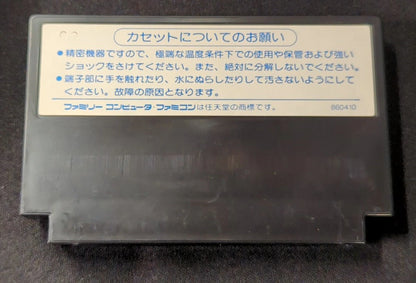 カセットについてのお願い
●精密機器ですので、極端な温度条件下での使用や保管および強い
ショックをさけてください。また、絶対に分解しないでください。
●端子部に手を触れたり、水にぬらしたりして汚さないようにして
ください。故障の原因となります。
ファミリー コンピュータ・ファミコンは任天堂の商標です。 860410